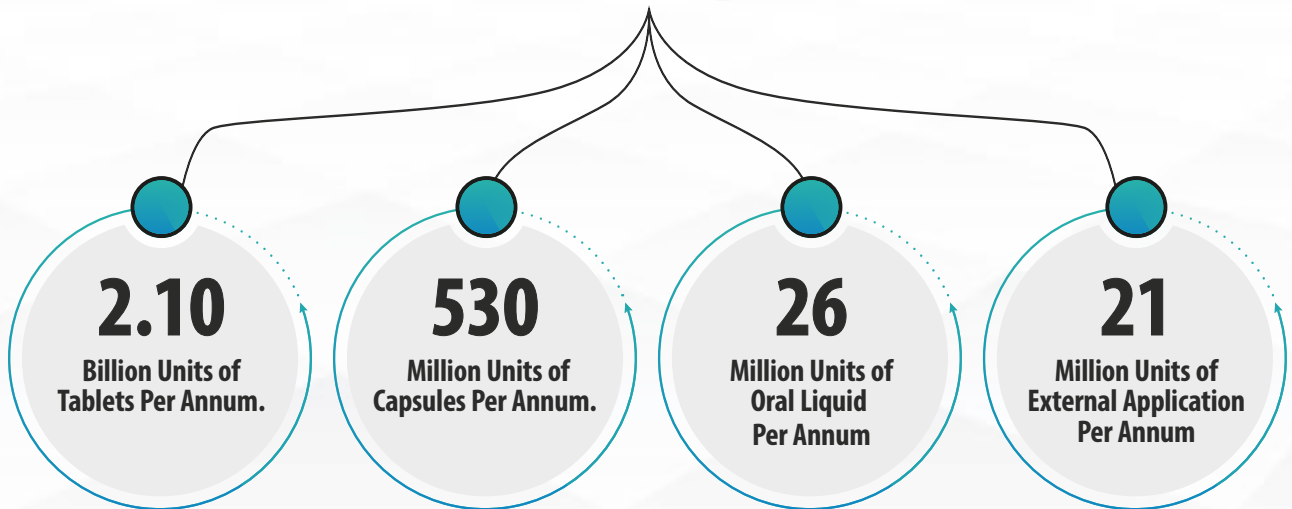 2.10
Billion Units of
Tablets Per Annum.
530
Million Units of
Capsules Per Annum.
26
Million Units of
Oral Liquid
Per Annum
21
Million Units of
External Application
Per Annum